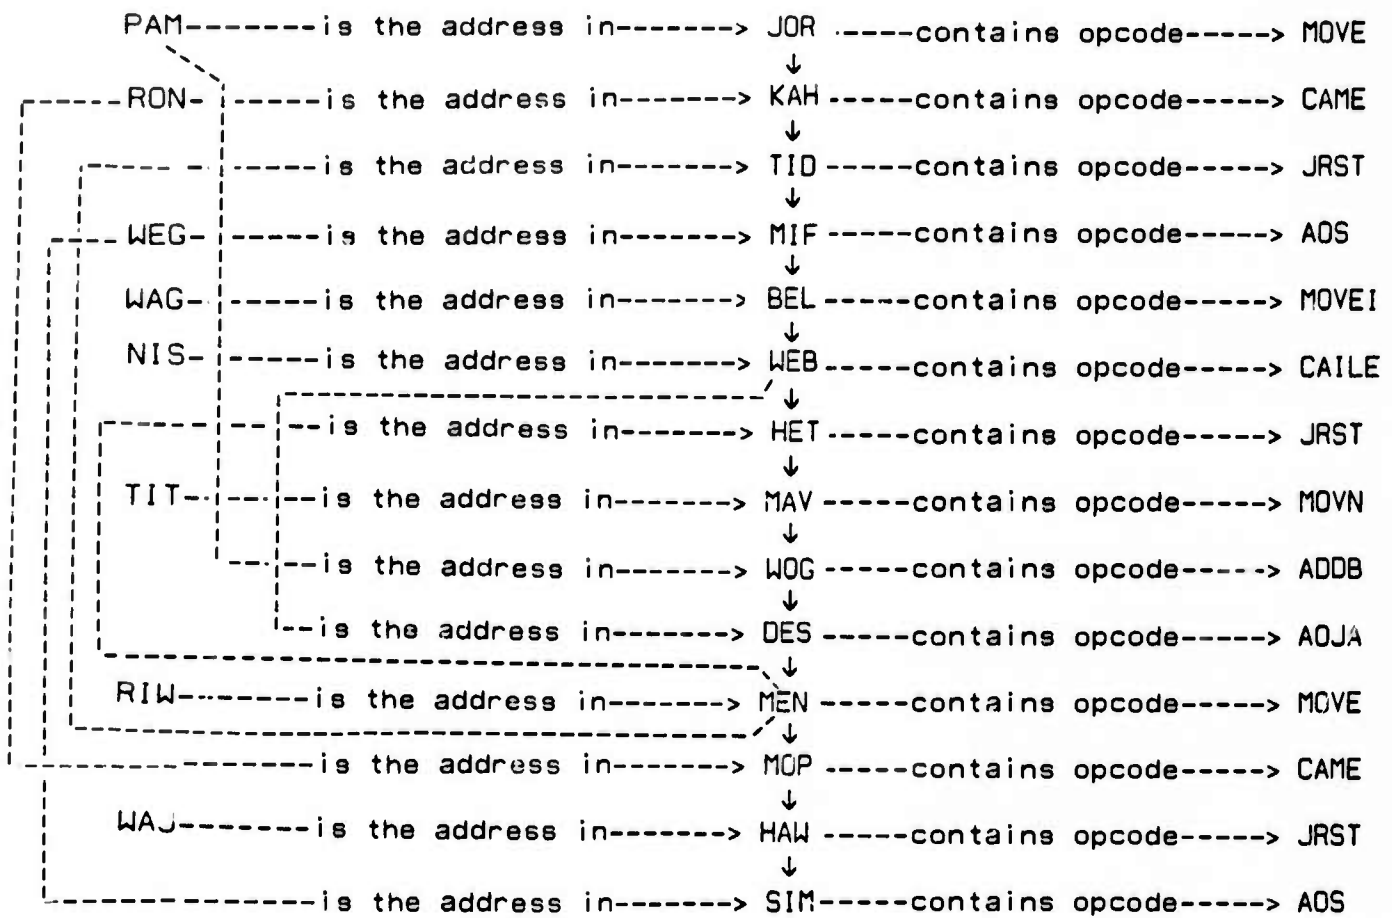 PAM-------is the address in-------> JOR -----contains opcode-----> MOVE
RON- -----is the address in-------> KAH -----contains opcode-----> CAME
-----is the address in-------> TID -----contains opcode-----> JRST
WEG- -----is the address in-------> MIF -----contains opcode-----> AOS
WAG- -----is the address in-------> BEL -----contains opcode-----> MOVEI
NIS- -----is the address in-------> WEB -----contains opcode-----> CAILE
--is the address in-------> HET -----contains opcode-----> JRST
TIT- ---is the address in-------> MAV -----contains opcode-----> MOVN
-----is the address in-------> WOG -----contains opcode-----> ADDB
--is the address in-------> DES -----contains opcode-----> AOJA
RIW-------is the address in-------> MEN -----contains opcode-----> MOVE
-------is the address in-------> MOP -----contains opcode-----> CAME
WAJ-------is the address in-------> HAW -----contains opcode-----> JRST
-------is the address in-------> SIM -----contains opcode-----> AOS